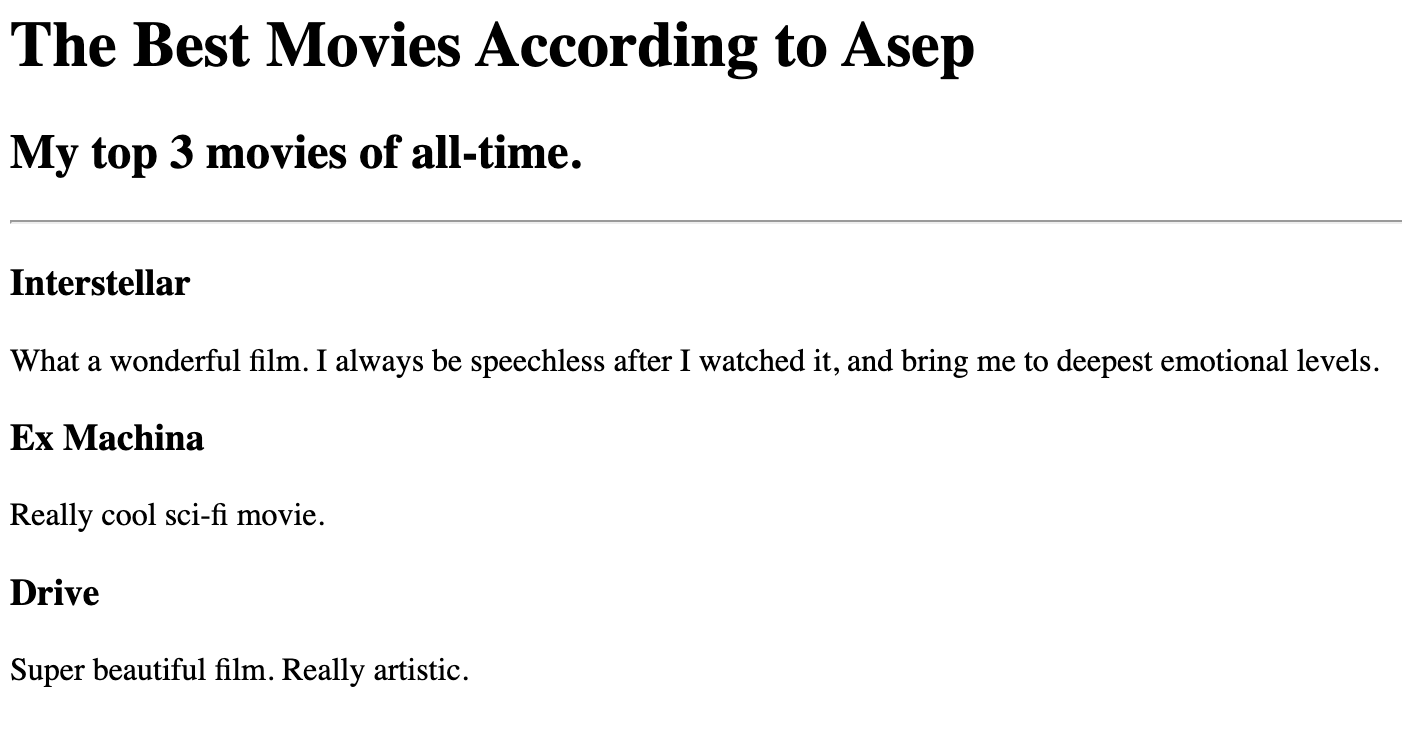 The Best Movies According to Asep
My top 3 movies of all-time.
Interstellar
What a wonderful film. I always be speechless after I watched it, and bring me to deepest emotional levels.
Ex Machina
Really cool sci-fi movie.
Drive
Super beautiful film. Really artistic.